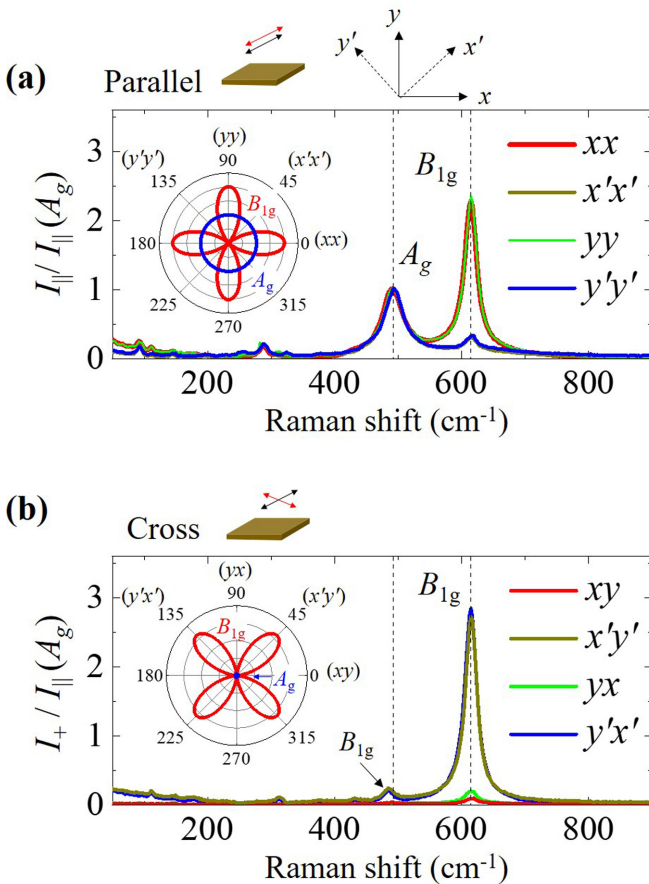 y
y′
x′
x
(a)
Parallel
(yy)
(y′y′)
90
(x′x′)
135
45
B1g
180
0
(xx)
Ag
225
315
270
3
2
1
0
I∥/ I∥ (Ag)
B1g
Ag
xx
x′x′
yy
y′y′
200
400
600
800
Raman shift (cm-1)
(b)
Cross
(yx)
(y′x′)
90
(x′y′)
135
45
B1g
180
0
(xy)
Ag
225
315
270
3
2
1
0
I+ / I∥ (Ag)
B1g
B1g
xy
x′y′
yx
y′x′
200
400
600
800
Raman shift (cm-1)